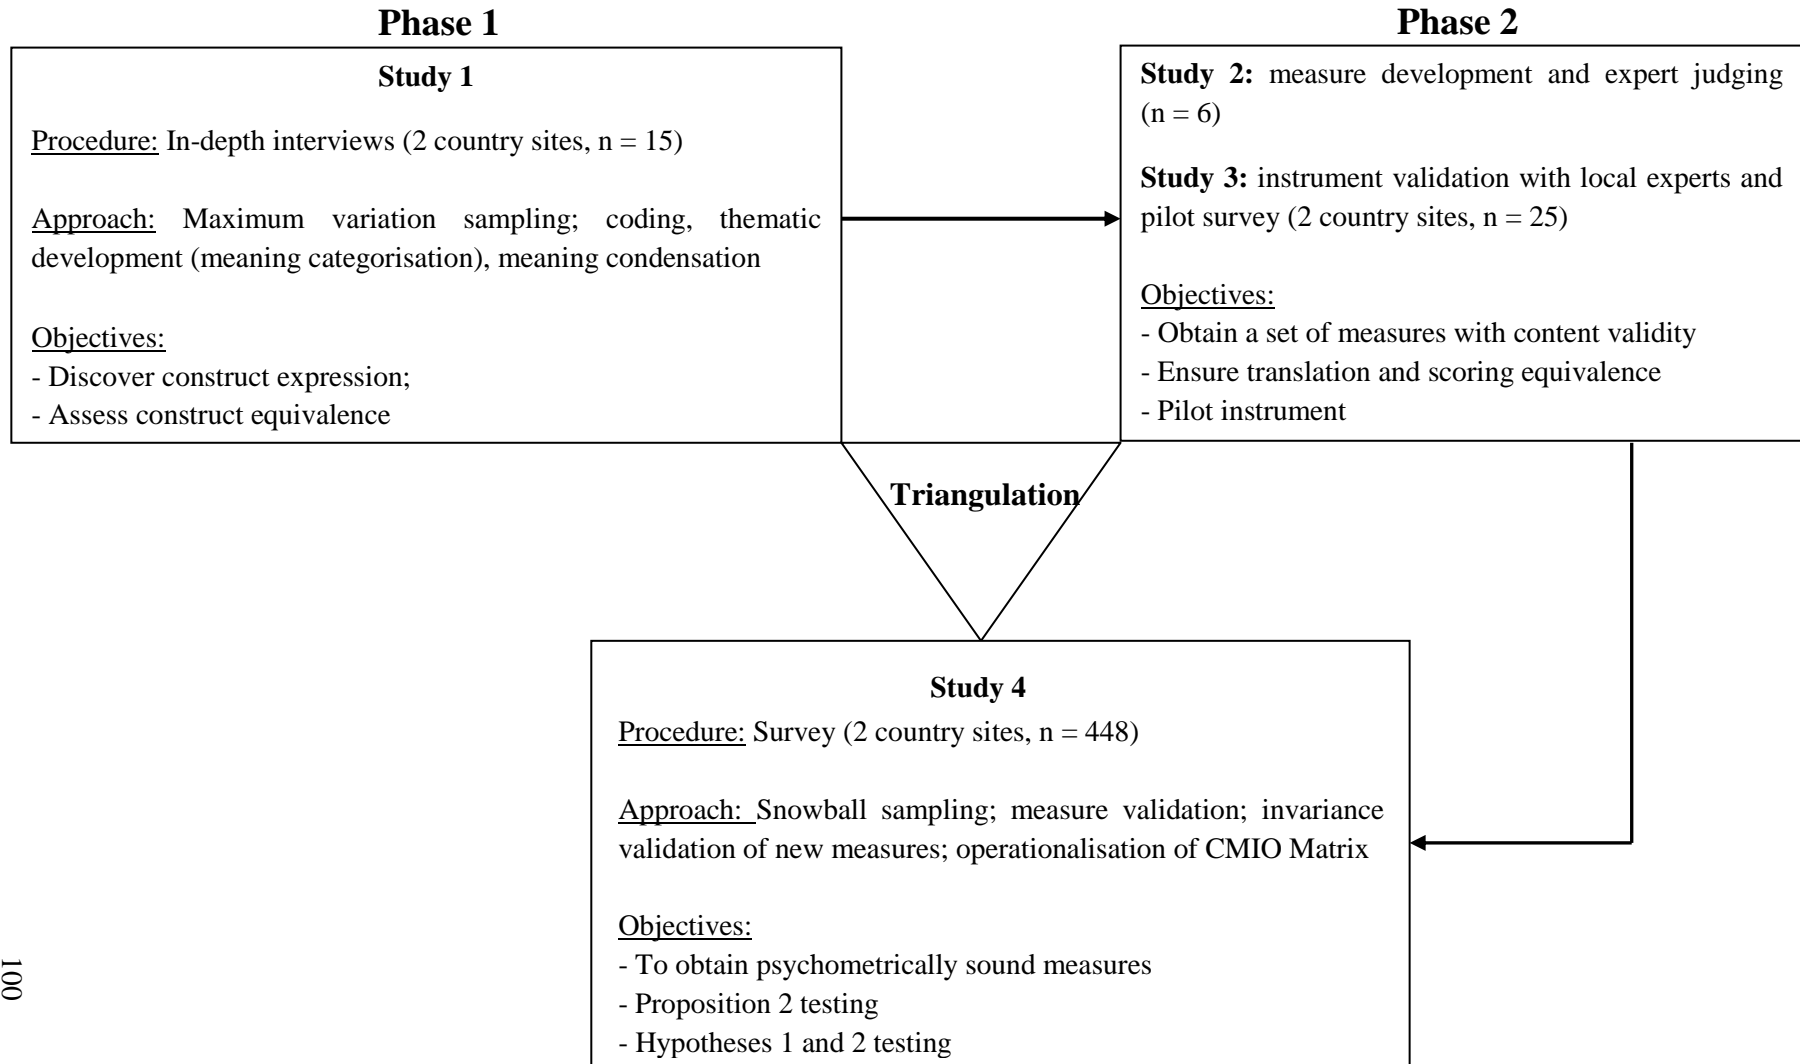 Phase 1
Study 1
Procedure: In-depth interviews (2 country sites, n = 15)
Approach: Maximum variation sampling; coding, thematic
development (meaning categorisation), meaning condensation
Objectives:
- Discover construct expression;
- Assess construct equivalence
Phase 2
Study 2: measure development and expert judging
(n = 6)
Study 3: instrument validation with local experts and
pilot survey (2 country sites, n = 25)
Objectives:
- Obtain a set of measures with content validity
- Ensure translation and scoring equivalence
- Pilot instrument
Triangulation
Study 4
Procedure: Survey (2 country sites, n = 448)
Approach: Snowball sampling; measure validation; invariance
validation of new measures; operationalisation of CMIO Matrix
Objectives:
- To obtain psychometrically sound measures
- Proposition 2 testing
- Hypotheses 1 and 2 testing
100